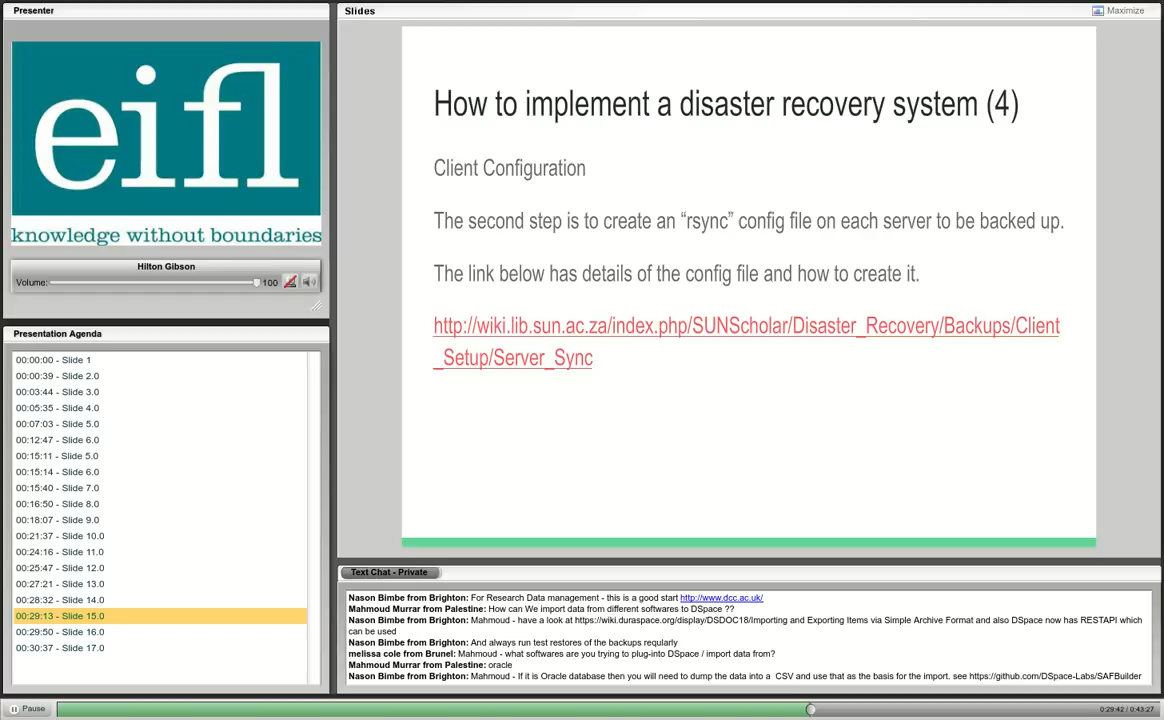 Presenter
eifl
knowledge without boundaries
Hilton Gibson
Volume:
100
Presentation Agenda
00:00:00 - Slide 1
00:00:39 - Slide 2.0
00:03:44 - Slide 3.0
00:05:35 - Slide 4.0
00:07:03 - Slide 5.0
00:12:47 - Slide 6.0
00:15:11 - Slide 5.0
00:15:14 - Slide 6.0
00:15:40 - Slide 7.0
00:16:50 - Slide 8.0
00:18:07 - Slide 9.0
00:21:37 - Slide 10.0
00:24:16 - Slide 11.0
00:25:47 - Slide 12.0
00:27:21 - Slide 13.0
00:28:32 - Slide 14.0
00:29:13 - Slide 15.0
00:29:50 - Slide 16.0
00:30:37 - Slide 17.0
Slides
Maximize
How to implement a disaster recovery system (4)
Client Configuration
The second step is to create an “rsync” config file on each server to be backed up.
The link below has details of the config file and how to create it.
http://wiki.lib.sun.ac.za/index.php/SUNScholar/Disaster_Recovery/Backups/Client
_Setup/Server_Sync
Text Chat - Private
Nason Bimbe from Brighton: For Research Data management - this is a good start http://www.dcc.ac.uk/
Mahmoud Murrar from Palestine: How can We import data from different softwares to DSpace ??
Nason Bimbe from Brighton: Mahmoud - have a look at https://wiki.duraspace.org/display/DSDOC18/Importing and Exporting Items via Simple Archive Format and also DSpace now has RESTAPI which
can be used
Nason Bimbe from Brighton: And always run test restores of the backups reqularly
melissa cole from Brunel: Mahmoud - what softwares are you trying to plug-into DSpace / import data from?
Mahmoud Murrar from Palestine: oracle
Nason Bimbe from Brighton: Mahmoud - If it is Oracle database then you will need to dump the data into a CSV and use that as the basis for the import. see https://github.com/DSpace-Labs/SAFBuilder
Pause
0:29:42 / 0:43:27